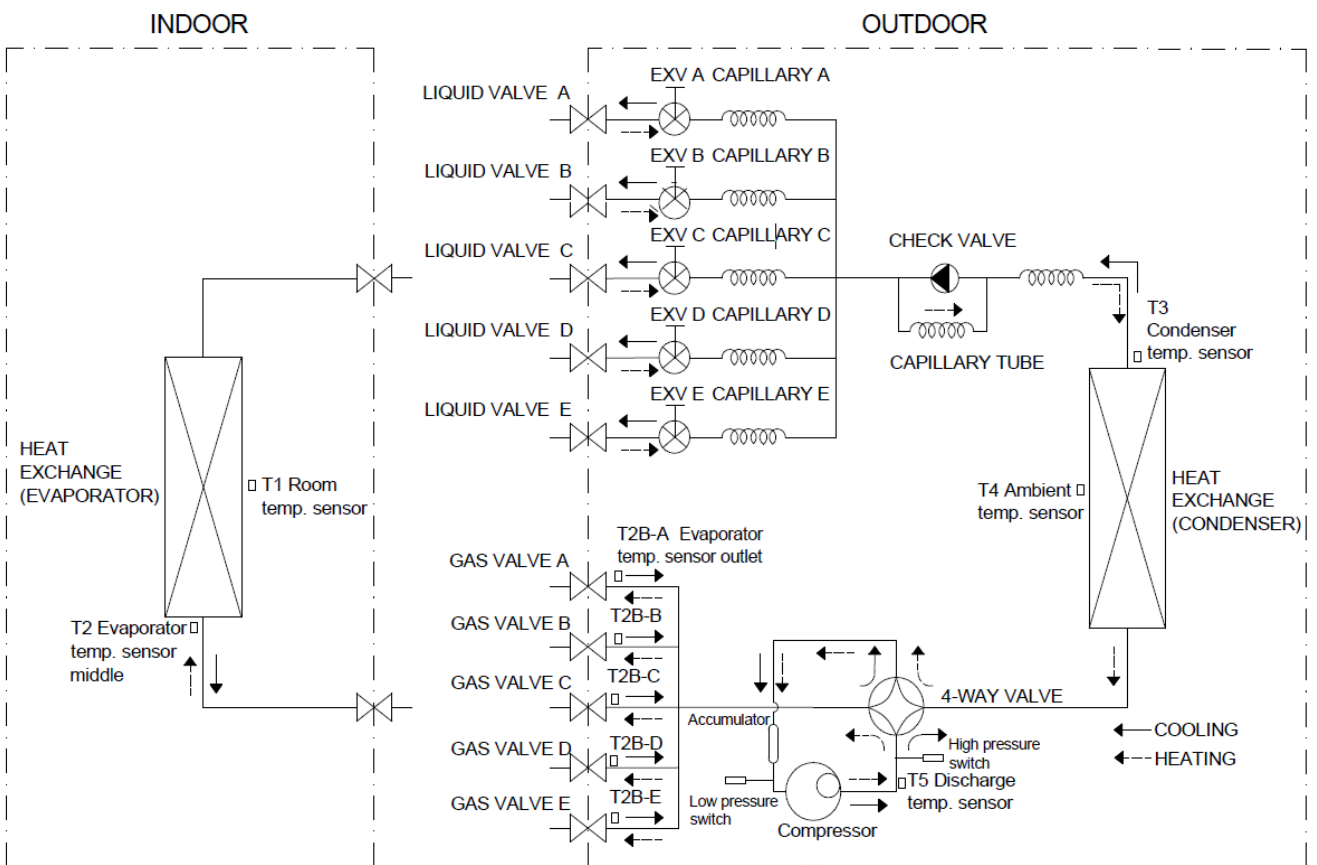 INDOOR
OUTDOOR
LIQUID VALVE A
EXV A CAPILLARY A
LIQUID VALVE B
EXV B CAPILLARY B
LIQUID VALVE C
EXV C CAPILLARY C
LIQUID VALVE D
EXV D CAPILLARY D
LIQUID VALVE E
EXV E CAPILLARY E
CHECK VALVE
CAPILLARY TUBE
T3
Condenser
temp. sensor
HEAT
EXCHANGE
(EVAPORATOR)
T1 Room
temp. sensor
T2 Evaporator
temp. sensor
middle
T4 Ambient
temp. sensor
HEAT
EXCHANGE
(CONDENSER)
GAS VALVE A
T2B-A Evaporator
temp. sensor outlet
GAS VALVE B
T2B-B
GAS VALVE C
T2B-C
GAS VALVE D
T2B-D
GAS VALVE E
T2B-E
Accumulator
4-WAY VALVE
High pressure
switch
Low pressure
switch
T5 Discharge
temp. sensor
Compressor
COOLING
HEATING